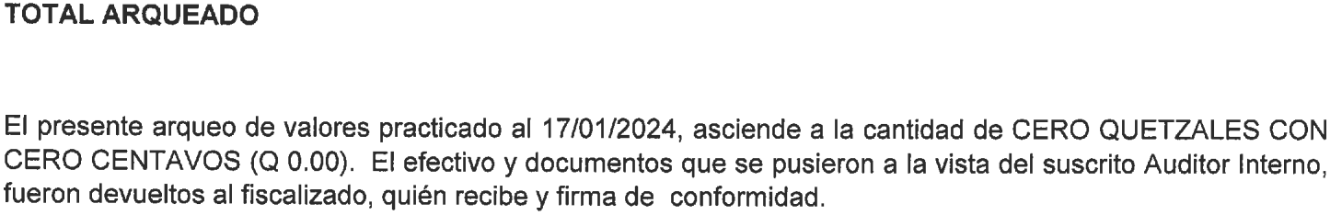 TOTAL ARQUEADO
El presente arqueo de valores practicado al 17/01/2024, asciende a la cantidad de CERO QUETZALES CON
CERO CENTAVOS (Q 0.00).  El efectivo y documentos que se pusieron a la vista del suscrito Auditor Interno,
fueron devueltos al fiscalizado, quién recibe y firma de  conformidad.